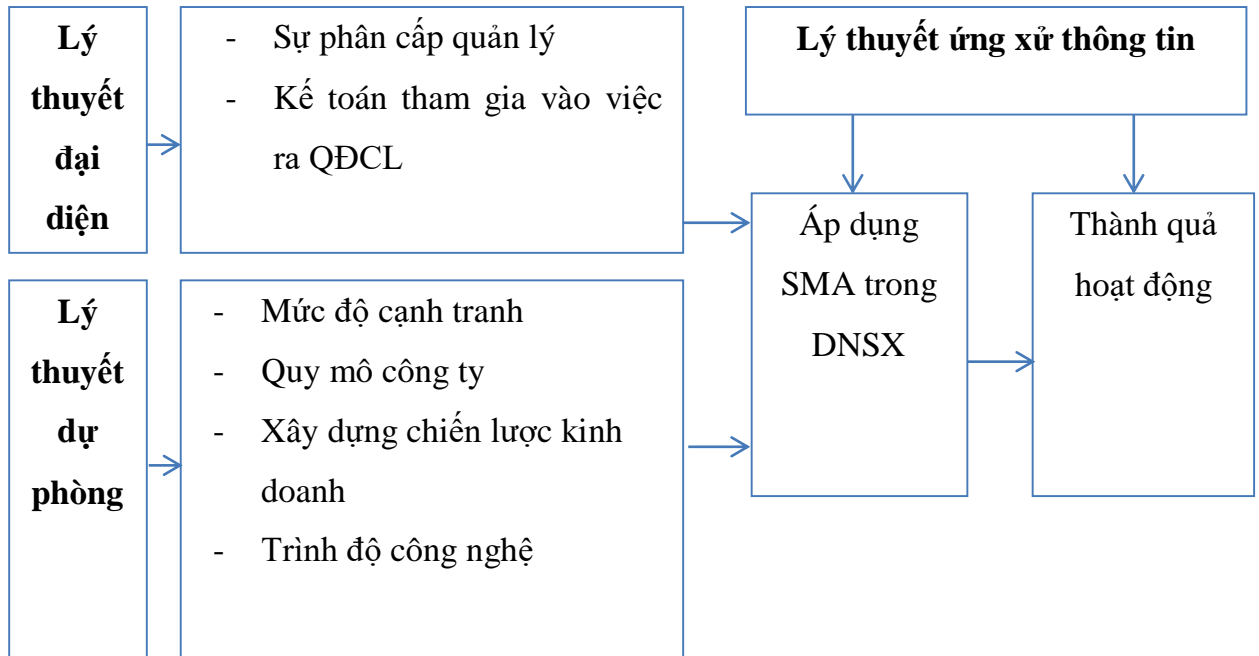 Lý
thuyết
đại
diện
- Sự phân cấp quản lý
- Kế toán tham gia vào việc
ra QĐCL
Lý thuyết ứng xử thông tin
Lý
thuyết
dự
phòng
- Mức độ cạnh tranh
- Quy mô công ty
- Xây dựng chiến lược kinh
doanh
- Trình độ công nghệ
Áp dụng
SMA trong
DNSX
Thành quả
hoạt động